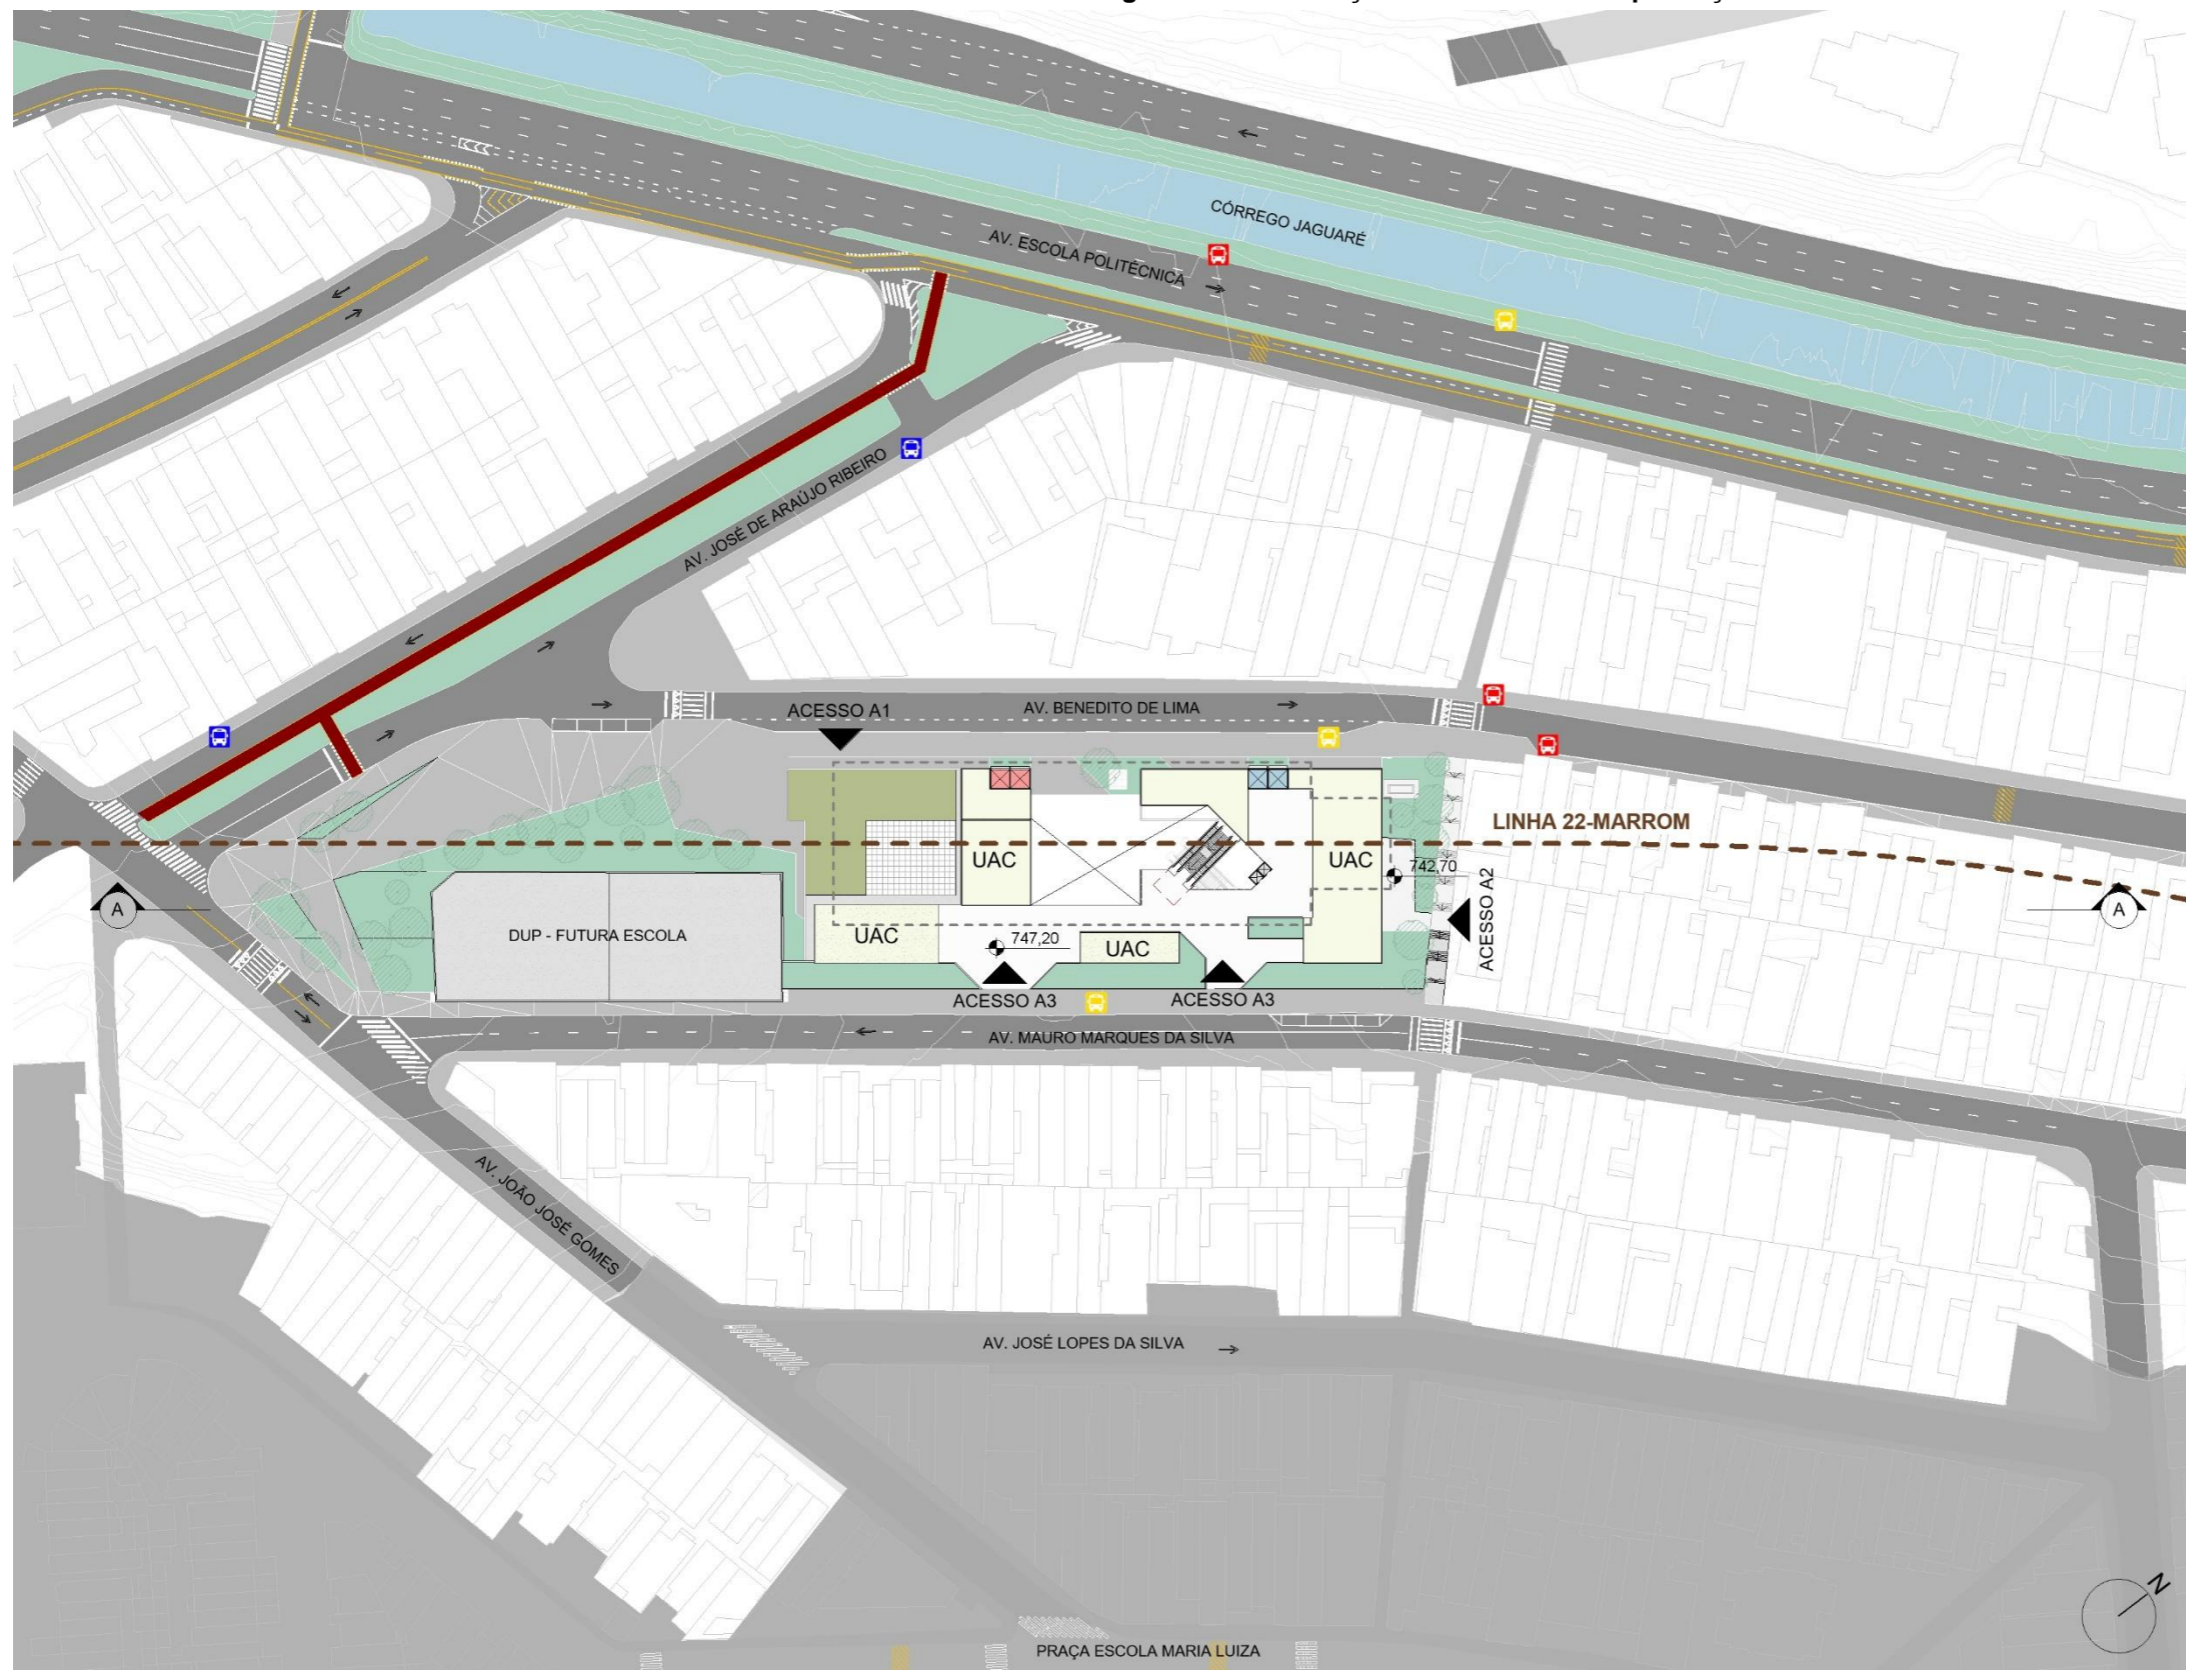 CÓRREGO JAGUARÉ
AV. ESCOLA POLITÉCNICA
AV. JOSÉ DE ARAÚJO RIBEIRO
ACESSO A1
AV. BENEDITO DE LIMA
LINHA 22-MARROM
UAC
UAC
742,70
ACESSO A2
A
A
DUP - FUTURA ESCOLA
UAC
747,20
UAC
ACESSO A3
ACESSO A3
AV. MAURO MARQUES DA SILVA
AV. JOÃO JOSÉ GOMES
AV. JOSÉ LOPES DA SILVA
N
PRAÇA ESCOLA MARIA LUIZA